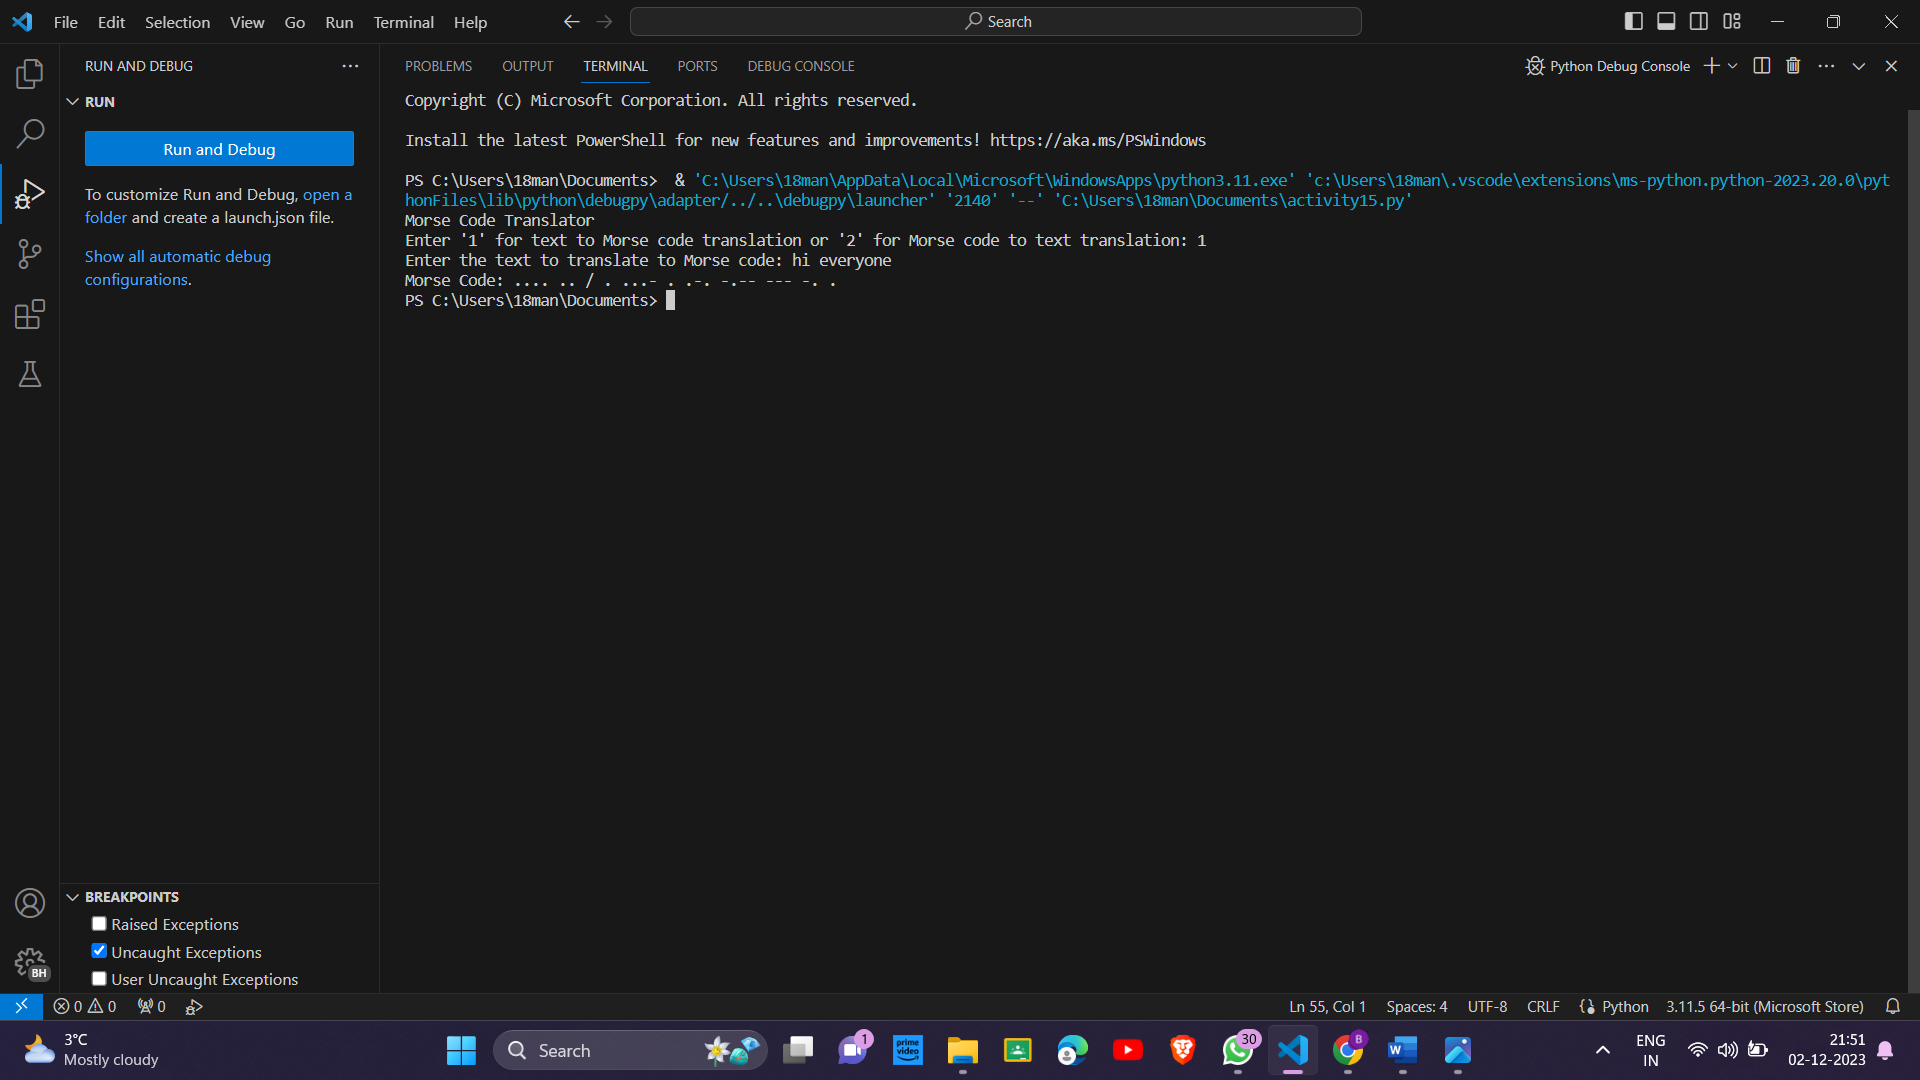 File Edit Selection View Go Run Terminal Help
Search
RUN AND DEBUG
PROBLEMS OUTPUT TERMINAL PORTS DEBUG CONSOLE
Python Debug Console
RUN
Run and Debug
To customize Run and Debug, open a
folder and create a launch.json file.
Show all automatic debug
configurations.
Copyright (C) Microsoft Corporation. All rights reserved.
Install the latest PowerShell for new features and improvements! https://aka.ms/PSWindows
PS C:\Users\18man\Documents>  & 'C:\Users\18man\AppData\Local\Microsoft\WindowsApps\python3.11.exe' 'c:\Users\18man\.vscode\extensions\ms-python.python-2023.20.0\pyt
honFiles\lib\python\debugpy\adapter/../..\debugpy\launcher' '2140' '--' 'C:\Users\18man\Documents\activity15.py'
Morse Code Translator
Enter '1' for text to Morse code translation or '2' for Morse code to text translation: 1
Enter the text to translate to Morse code: hi everyone
Morse Code: .... .. / . ...- . .-. -.-- --- -. .
PS C:\Users\18man\Documents>
BREAKPOINTS
Raised Exceptions
Uncaught Exceptions
User Uncaught Exceptions
BH
0 0 0
Ln 55, Col 1 Spaces: 4 UTF-8 CRLF Python 3.11.5 64-bit (Microsoft Store)
3°C
Mostly cloudy
Search
1
prime
video
30
B
W
ENG
IN
21:51
02-12-2023